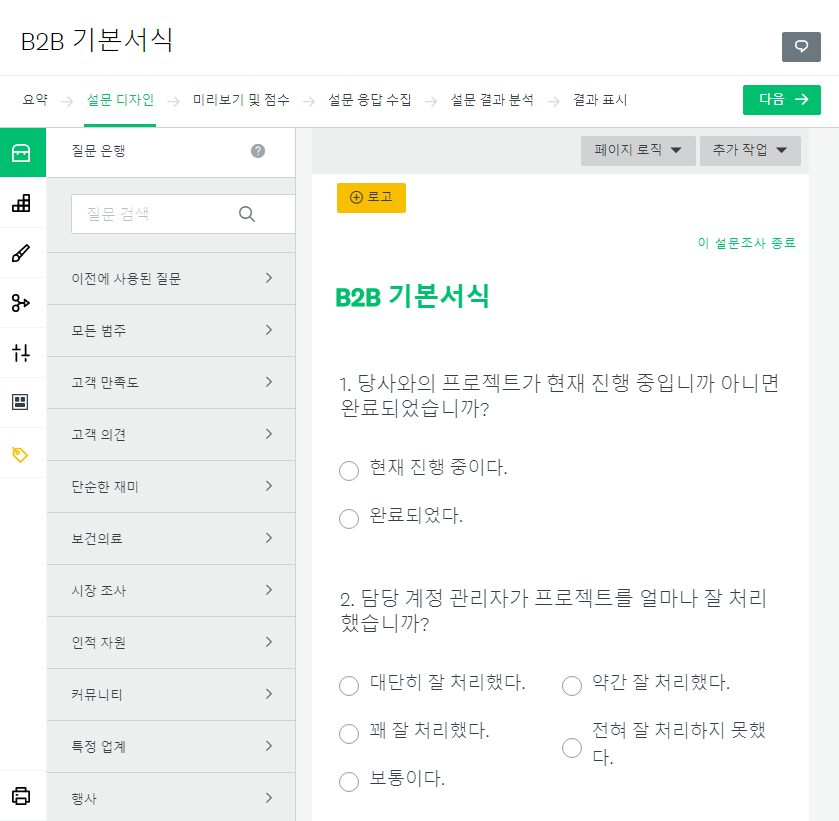 B2B 기본서식
요약 → 설문 디자인 → 미리보기 및 점수 → 설문 응답 수집 → 설문 결과 분석 → 결과 표시
다음 →
질문 은행 ?
페이지 로직 추가 작업
질문 검색
로고
이 설문조사 종료
이전에 사용된 질문
모든 범주
고객 만족도
고객 의견
단순한 재미
보건의료
시장 조사
인적 자원
커뮤니티
특정 업계
행사
B2B 기본서식
1. 당사와의 프로젝트가 현재 진행 중입니까 아니면
완료되었습니까?
현재 진행 중이다.
완료되었다.
2. 담당 계정 관리자가 프로젝트를 얼마나 잘 처리
했습니까?
대단히 잘 처리했다.
꽤 잘 처리했다.
보통이다.
약간 잘 처리했다.
전혀 잘 처리하지 못했
다.